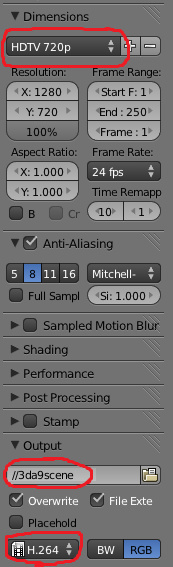 Dimensions
HDTV 720p
Resolution:
Frame Range:
X: 1280
Start F: 1
Y: 720
End : 250
100%
Frame : 1
Aspect Ratio:
Frame Rate:
X: 1.000
24 fps
Y: 1.000
Time Remapp
B
Cr
10
1
Anti-Aliasing
5 8 11 16
Mitchell-
Full Sampl
Si: 1.000
Sampled Motion Blur
Shading
Performance
Post Processing
Stamp
Output
//3da9scene
Overwrite
File Exte
Placehold
H.264
BW RGB